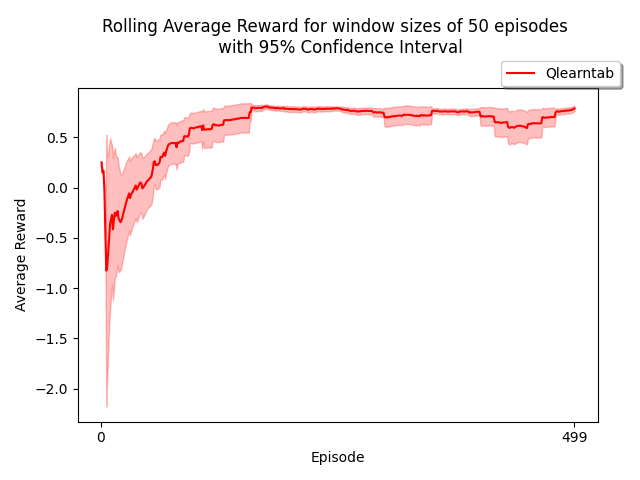 Rolling Average Reward for window sizes of 50 episodes
with 95% Confidence Interval
Qlearntab
0.5
0.0
−0.5
−1.0
−1.5
−2.0
Average Reward
0 499
Episode